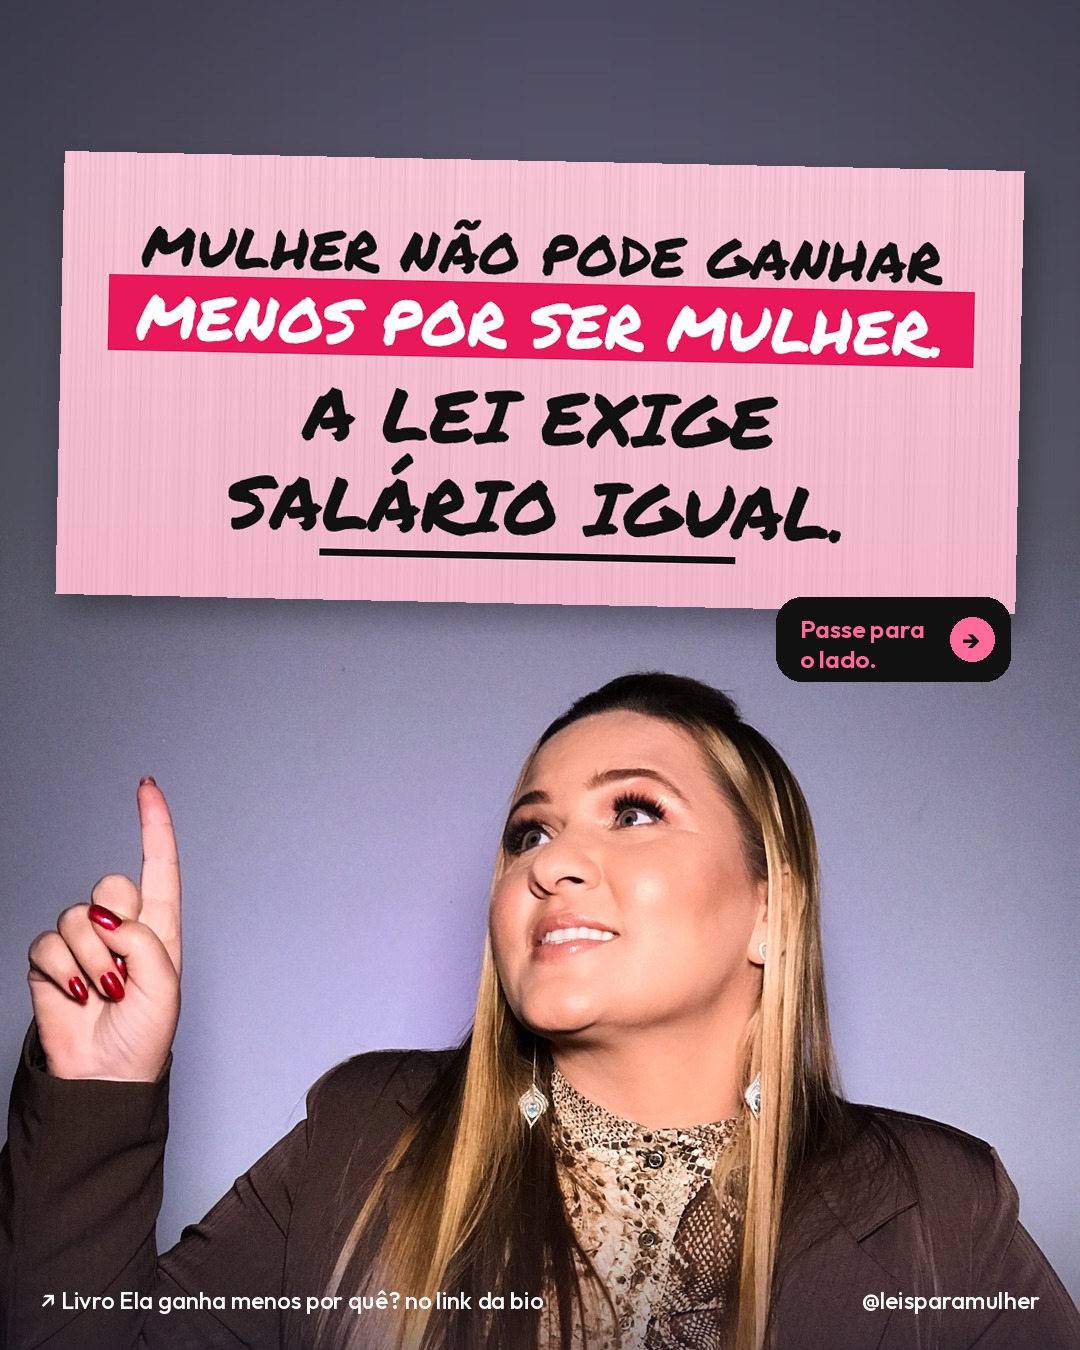 MULHER NÃO PODE GANHAR
MENOS POR SER MULHER.
A LEI EXIGE
SALÁRIO IGUAL.
Passe para
o lado.
↗ Livro Ela ganha menos por quê? no link da bio
@leisparamulher